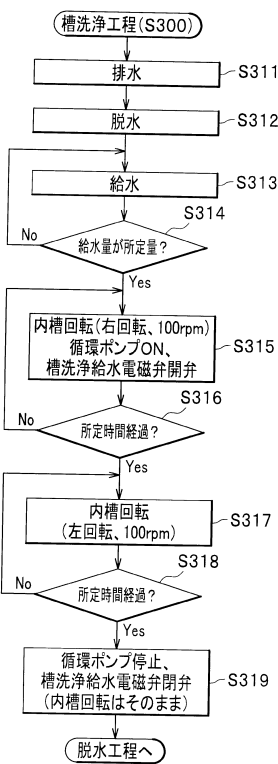 槽洗浄工程(S300)
排水
S311
脱水
S312
給水
S313
S314
給水量が所定量?
No
Yes
内槽回転(右回転、100rpm)
循環ポンプON、
槽洗浄給水電磁弁開弁
S315
S316
所定時間経過?
No
Yes
内槽回転
(左回転、100rpm)
S317
S318
所定時間経過?
No
Yes
循環ポンプ停止、
槽洗浄給水電磁弁閉弁
(内槽回転はそのまま)
S319
脱水工程へ